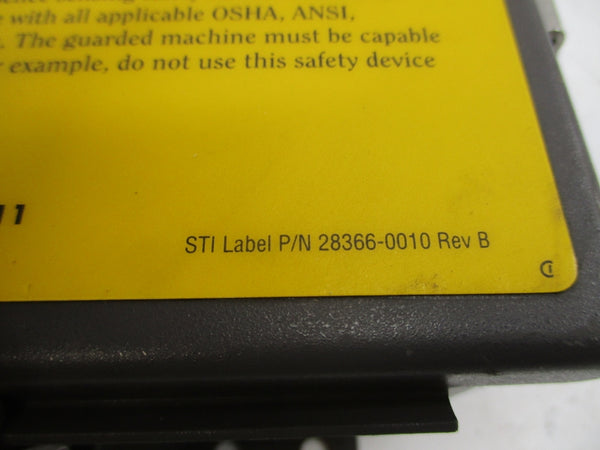 e with all applicable OSHA, ANSI,
. The guarded machine must be capable
r example, do not use this safety device
11
STI Label P/N 28366-0010 Rev B